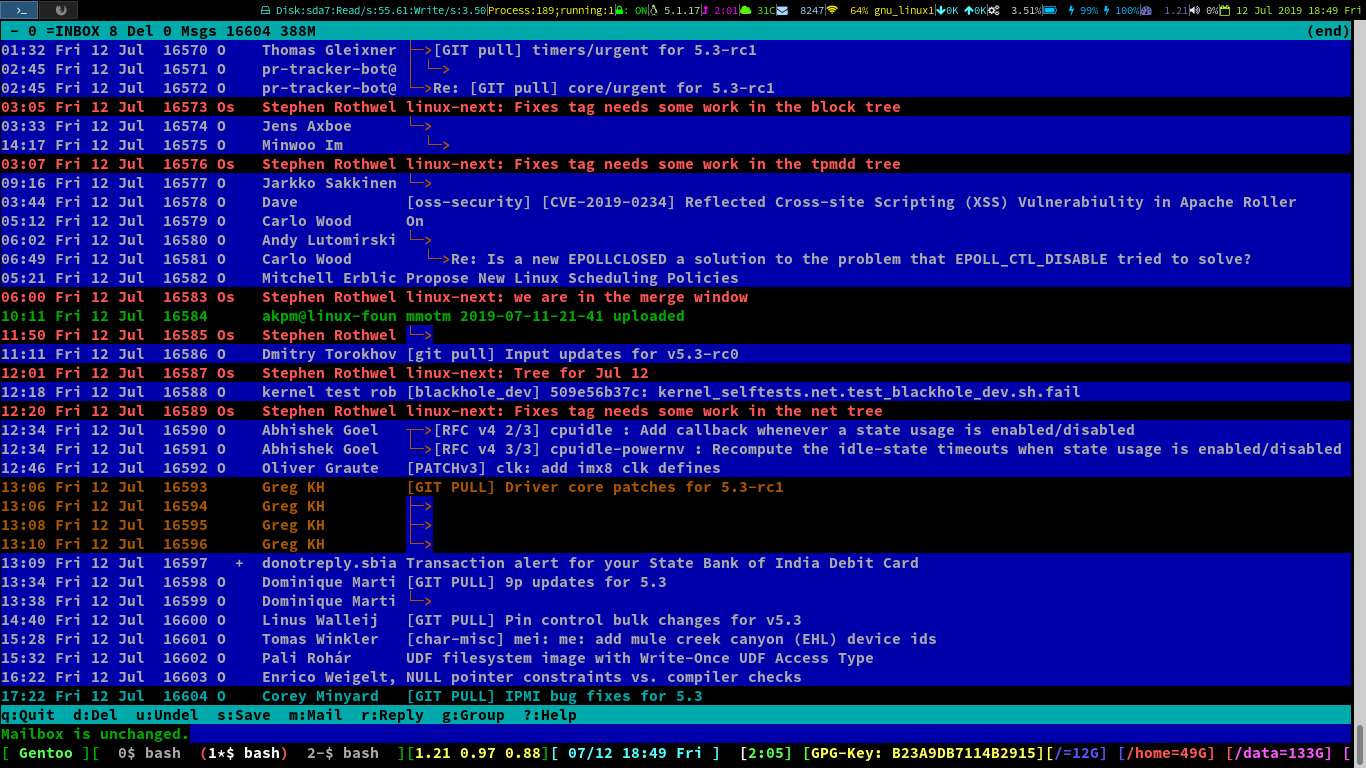 Disk:sda7:Read/s:55.61:Write/s:3.50 Process:189;running:1 : ON 5.1.17 2:01 31C 8247 64% gnu_linux1 0K 0K 3.51% 99% 100% 1.21 0% 12 Jul 2019 18:49 Fri
- 0 =INBOX 8 Del 0 Msgs 16604 388M (end)
01:32 Fri 12 Jul 16570 O Thomas Gleixner ├─>[GIT pull] timers/urgent for 5.3-rc1
02:45 Fri 12 Jul 16571 O pr-tracker-bot@ │ └─>
02:45 Fri 12 Jul 16572 O pr-tracker-bot@ └─>Re: [GIT pull] core/urgent for 5.3-rc1
03:05 Fri 12 Jul 16573 Os Stephen Rothwel linux-next: Fixes tag needs some work in the block tree
03:33 Fri 12 Jul 16574 O Jens Axboe └─>
14:17 Fri 12 Jul 16575 O Minwoo Im └─>
03:07 Fri 12 Jul 16576 Os Stephen Rothwel linux-next: Fixes tag needs some work in the tpmdd tree
09:16 Fri 12 Jul 16577 O Jarkko Sakkinen └─>
03:44 Fri 12 Jul 16578 O Dave [oss-security] [CVE-2019-0234] Reflected Cross-site Scripting (XSS) Vulnerabiulity in Apache Roller
05:12 Fri 12 Jul 16579 O Carlo Wood On
06:02 Fri 12 Jul 16580 O Andy Lutomirski └─>
06:49 Fri 12 Jul 16581 O Carlo Wood └─>Re: Is a new EPOLLCLOSED a solution to the problem that EPOLL_CTL_DISABLE tried to solve?
05:21 Fri 12 Jul 16582 O Mitchell Erblic Propose New Linux Scheduling Policies
06:00 Fri 12 Jul 16583 Os Stephen Rothwel linux-next: we are in the merge window
10:11 Fri 12 Jul 16584 akpm@linux-foun mmotm 2019-07-11-21-41 uploaded
11:50 Fri 12 Jul 16585 Os Stephen Rothwel └─>
11:11 Fri 12 Jul 16586 O Dmitry Torokhov [git pull] Input updates for v5.3-rc0
12:01 Fri 12 Jul 16587 Os Stephen Rothwel linux-next: Tree for Jul 12
12:18 Fri 12 Jul 16588 O kernel test rob [blackhole_dev] 509e56b37c: kernel_selftests.net.test_blackhole_dev.sh.fail
12:20 Fri 12 Jul 16589 Os Stephen Rothwel linux-next: Fixes tag needs some work in the net tree
12:34 Fri 12 Jul 16590 O Abhishek Goel ┬─>[RFC v4 2/3] cpuidle : Add callback whenever a state usage is enabled/disabled
12:34 Fri 12 Jul 16591 O Abhishek Goel └─>[RFC v4 3/3] cpuidle-powernv : Recompute the idle-state timeouts when state usage is enabled/disabled
12:46 Fri 12 Jul 16592 O Oliver Graute [PATCHv3] clk: add imx8 clk defines
13:06 Fri 12 Jul 16593 Greg KH [GIT PULL] Driver core patches for 5.3-rc1
13:06 Fri 12 Jul 16594 Greg KH ├─>
13:08 Fri 12 Jul 16595 Greg KH ├─>
13:10 Fri 12 Jul 16596 Greg KH └─>
13:09 Fri 12 Jul 16597 + donotreply.sbia Transaction alert for your State Bank of India Debit Card
13:34 Fri 12 Jul 16598 O Dominique Marti [GIT PULL] 9p updates for 5.3
13:38 Fri 12 Jul 16599 O Dominique Marti └─>
14:40 Fri 12 Jul 16600 O Linus Walleij [GIT PULL] Pin control bulk changes for v5.3
15:28 Fri 12 Jul 16601 O Tomas Winkler [char-misc] mei: me: add mule creek canyon (EHL) device ids
15:32 Fri 12 Jul 16602 O Pali Rohár UDF filesystem image with Write-Once UDF Access Type
16:22 Fri 12 Jul 16603 O Enrico Weigelt, NULL pointer constraints vs. compiler checks
17:22 Fri 12 Jul 16604 O Corey Minyard [GIT PULL] IPMI bug fixes for 5.3
q:Quit d:Del u:Undel s:Save m:Mail r:Reply g:Group ?:Help
Mailbox is unchanged.
[ Gentoo ][ 0$ bash (1*$ bash) 2-$ bash ][1.21 0.97 0.88][ 07/12 18:49 Fri ] [2:05] [GPG-Key: B23A9DB7114B2915][/=12G] [/home=49G] [/data=133G] [